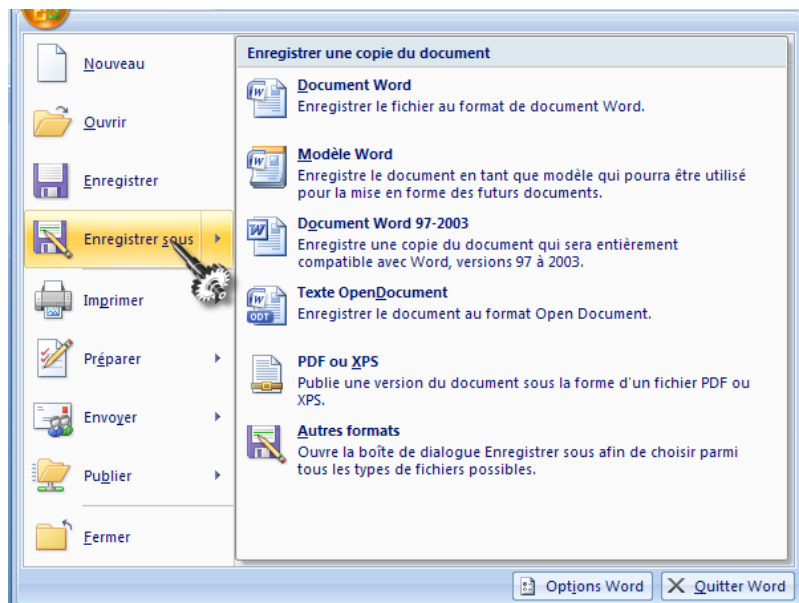 Nouveau
Ouvrir
Enregistrer
Enregistrer sous
Imprimer
Préparer
Envoyer
Publier
Fermer
Enregistrer une copie du document
Document Word
Enregistrer le fichier au format de document Word.
Modèle Word
Enregistre le document en tant que modèle qui pourra être utilisé
pour la mise en forme des futurs documents.
Document Word 97-2003
Enregistre une copie du document qui sera entièrement
compatible avec Word, versions 97 à 2003.
Texte OpenDocument
Enregistrer le document au format Open Document.
ODT
PDF ou XPS
Publie une version du document sous la forme d'un fichier PDF ou
XPS.
Autres formats
Ouvre la boîte de dialogue Enregistrer sous afin de choisir parmi
tous les types de fichiers possibles.
Options Word
Quitter Word